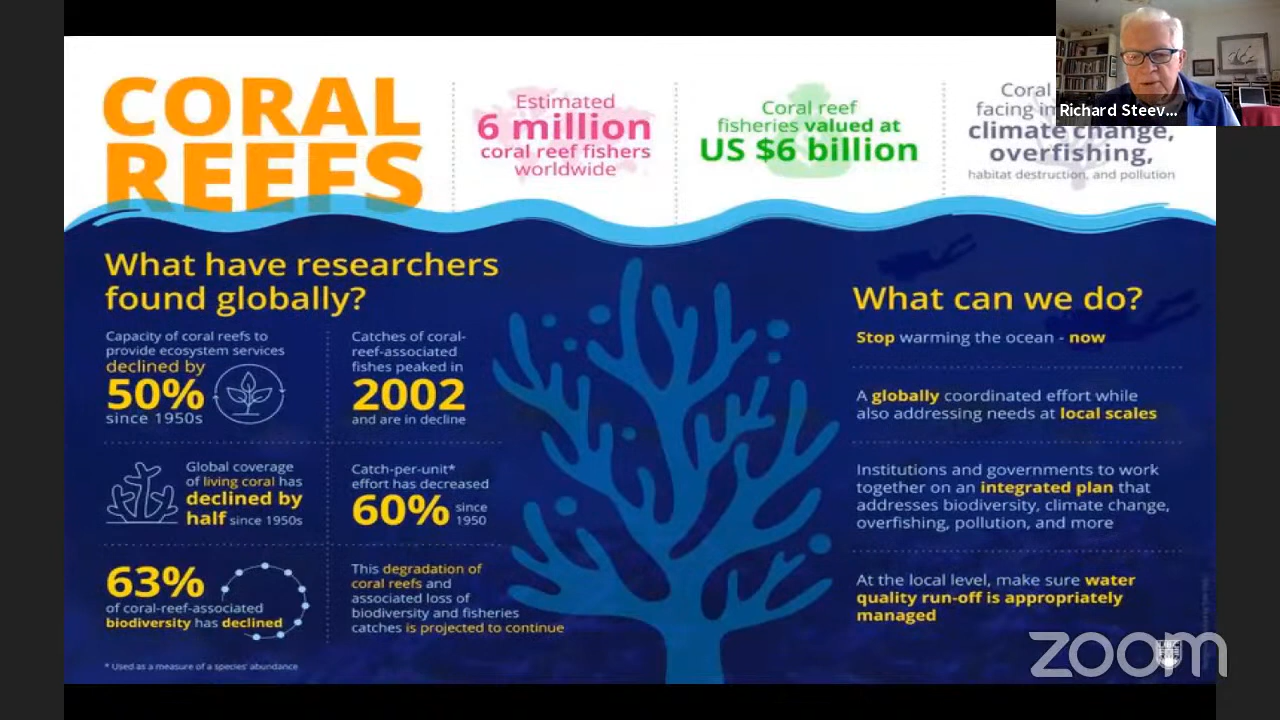 CORAL
REEFS
Estimated
6 million
coral reef fishers
worldwide
Coral reef
fisheries valued at
US $6 billion
Coral
facing
climate change,
overfishing,
habitat destruction, and pollution
Richard Steev...
What have researchers
found globally?
Capacity of coral reefs to
provide ecosystem services
declined by
50%
since 1950s
Catches of coral-
reef-associated
fishes peaked in
2002
and are in decline
Global coverage
of living coral has
declined by
half since 1950s
Catch-per-unit*
effort has decreased
60% since
1950
63%
of coral-reef-associated
biodiversity has declined
This degradation of
coral reefs and
associated loss of
biodiversity and fisheries
catches is projected to continue
* Used as a measure of a species' abundance
What can we do?
Stop warming the ocean - now
A globally coordinated effort while
also addressing needs at local scales
Institutions and governments to work
together on an integrated plan that
addresses biodiversity, climate change,
overfishing, pollution, and more
At the local level, make sure water
quality run-off is appropriately
managed
zoom